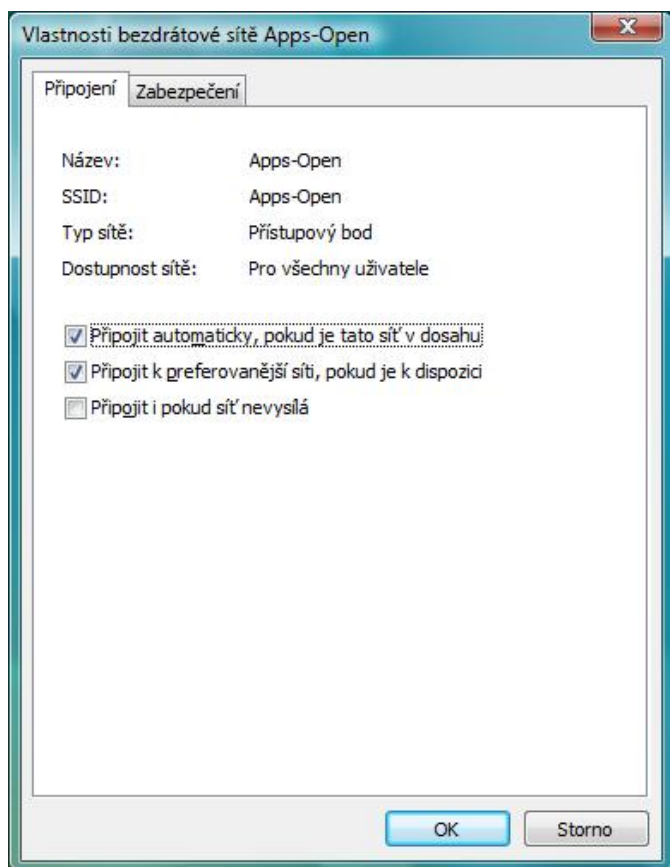 Vlastnosti bezdrátové sítě Apps-Open
Připojení Zabezpečení
Název: Apps-Open
SSID: Apps-Open
Typ sítě: Přístupový bod
Dostupnost sítě: Pro všechny uživatele
Připojit automaticky, pokud je tato síť v dosahu
Připojit k preferovanější síti, pokud je k dispozici
Připojit i pokud síť nevysílá
OK Storno